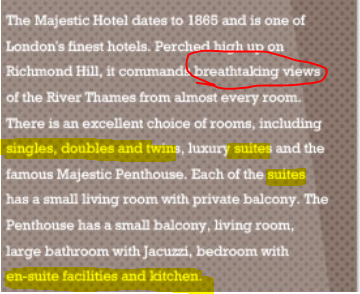 The Majestic Hotel dates to 1865 and is one of
London's finest hotels. Perched high up on
Richmond Hill, it commands breathtaking views
of the River Thames from almost every room.
There is an excellent choice of rooms, including
singles, doubles and twins, luxury suites and the
famous Majestic Penthouse. Each of the suites
has a small living room with private balcony. The
Penthouse has a small balcony, living room,
large bathroom with Jacuzzi, bedroom with
en-suite facilities and kitchen.